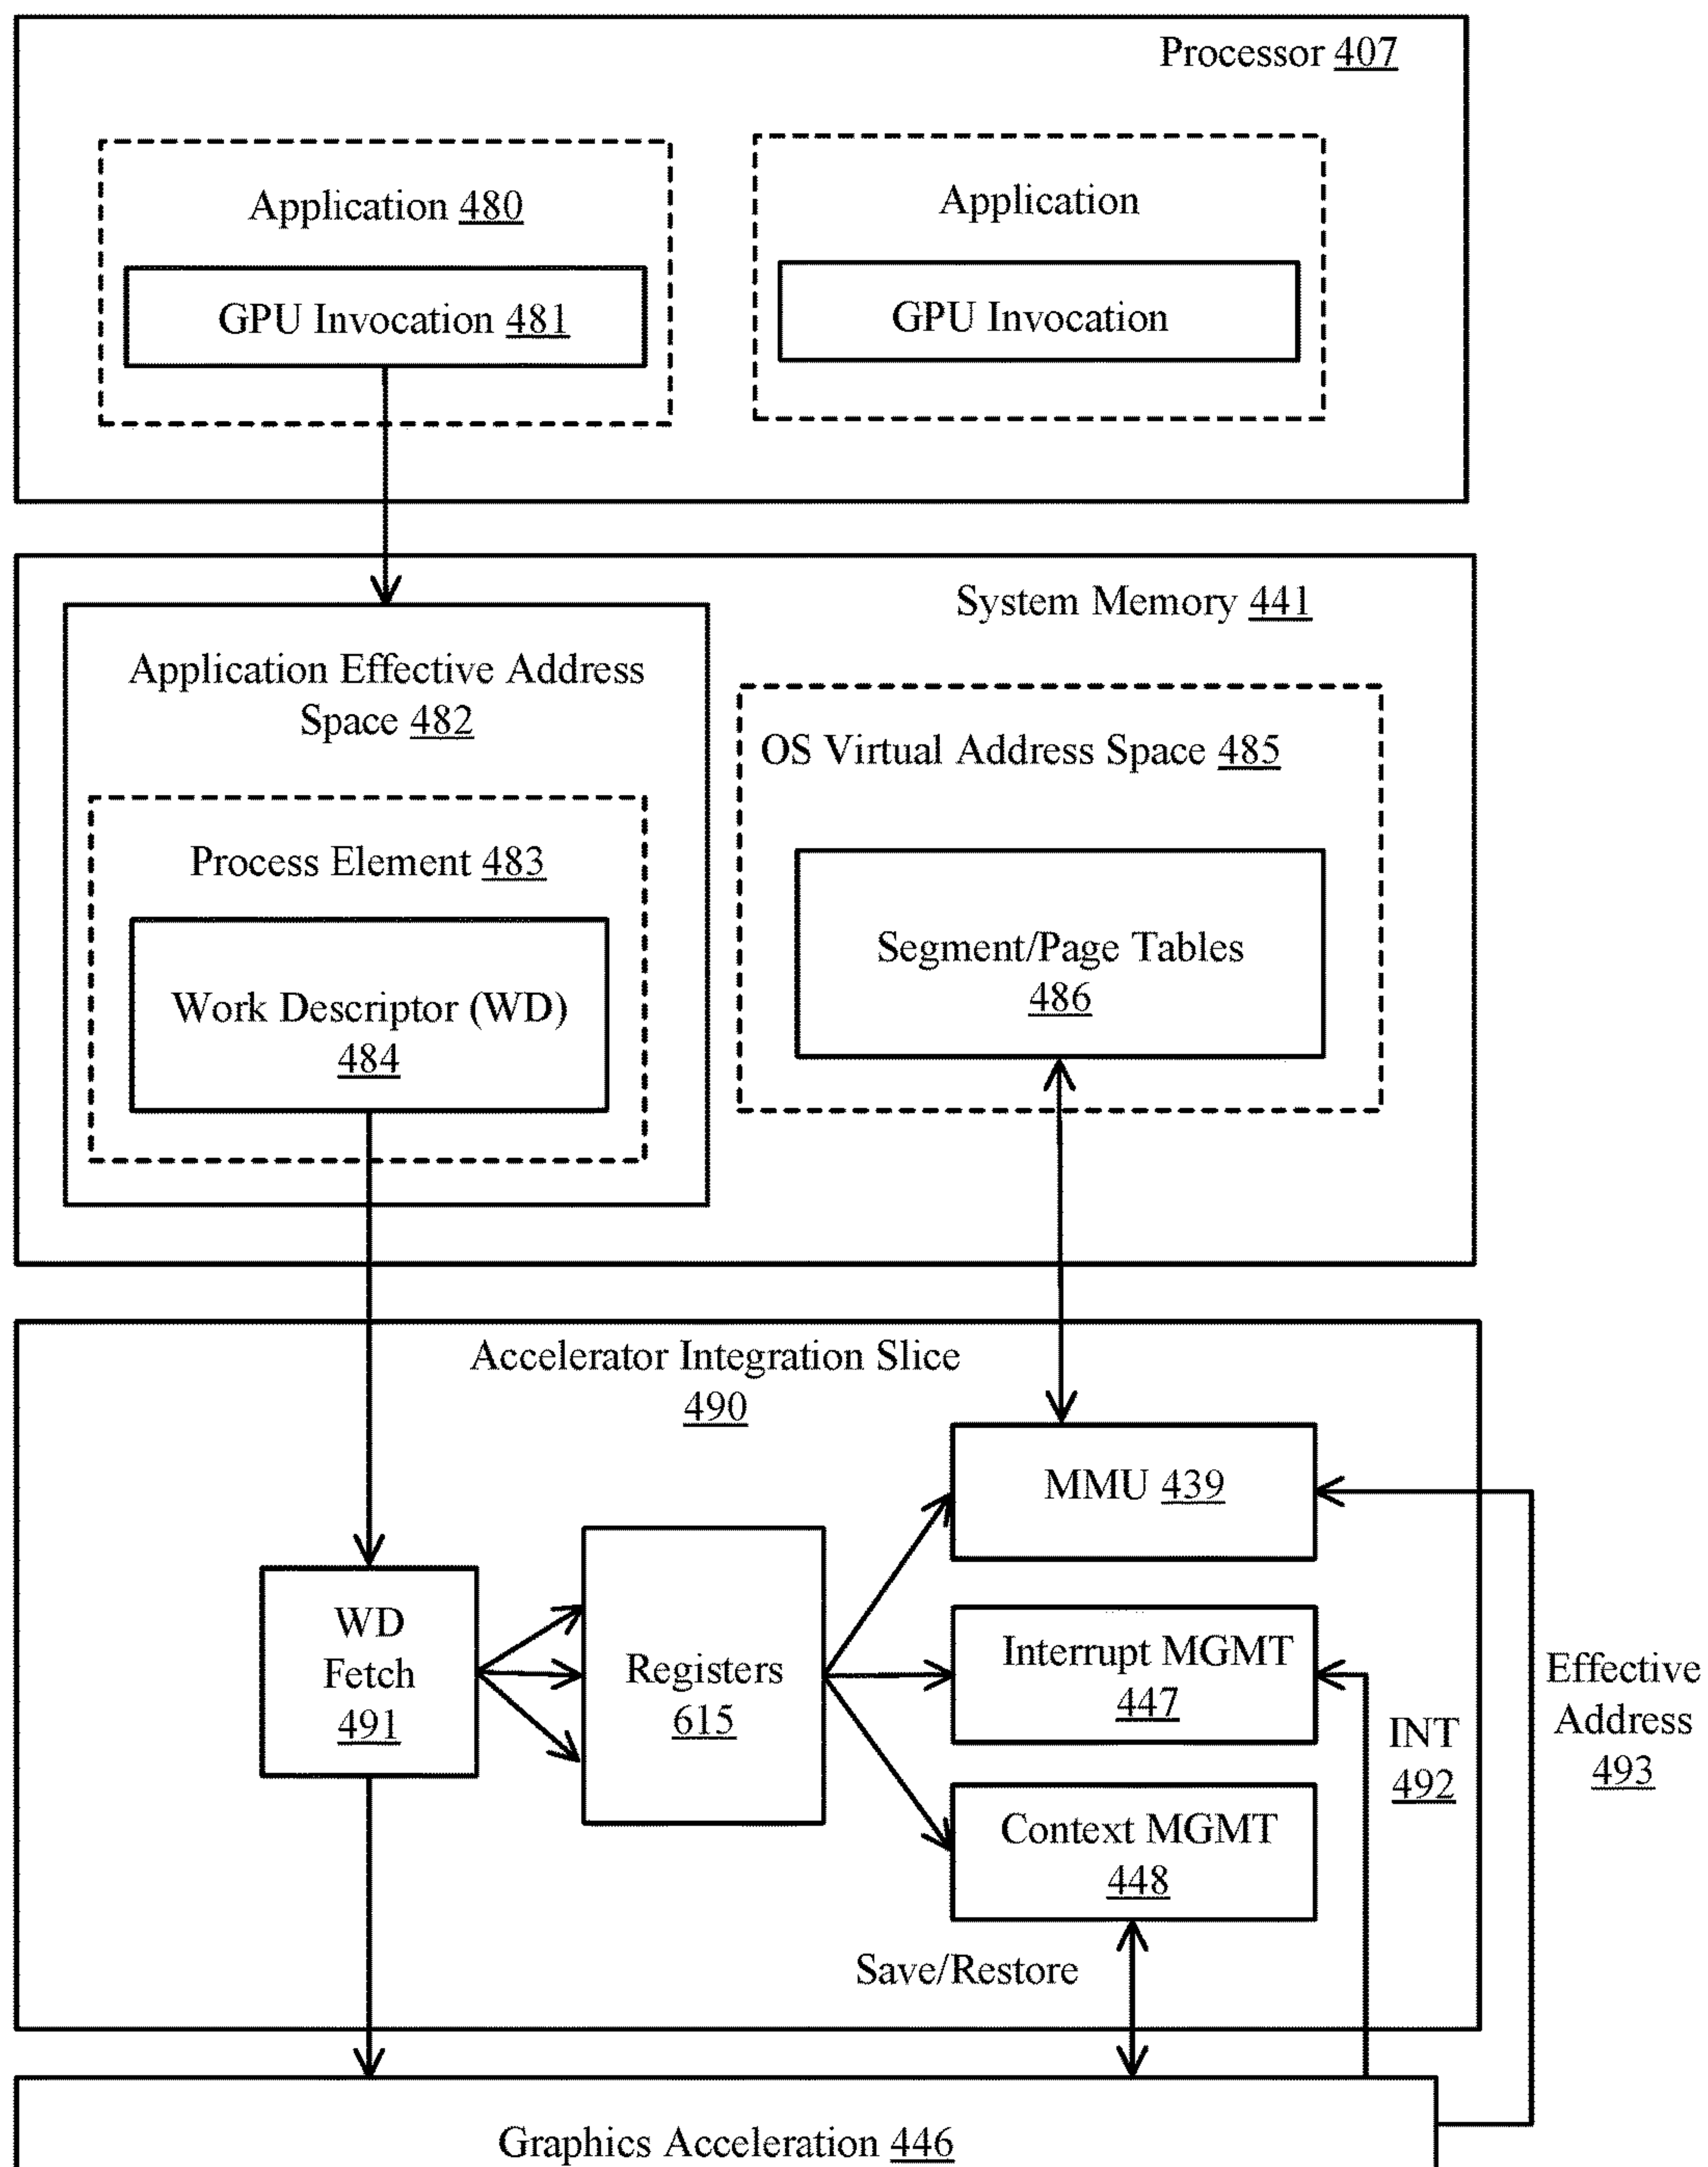 Processor 407
Application 480
GPU Invocation 481
Application
GPU Invocation
System Memory 441
Application Effective Address
Space 482
Process Element 483
Work Descriptor (WD)
484
OS Virtual Address Space 485
Segment/Page Tables
486
Accelerator Integration Slice
490
WD
Fetch
491
Registers
615
MMU 439
Interrupt MGMT
447
Context MGMT
448
Save/Restore
INT
492
Effective
Address
493
Graphics Acceleration 446